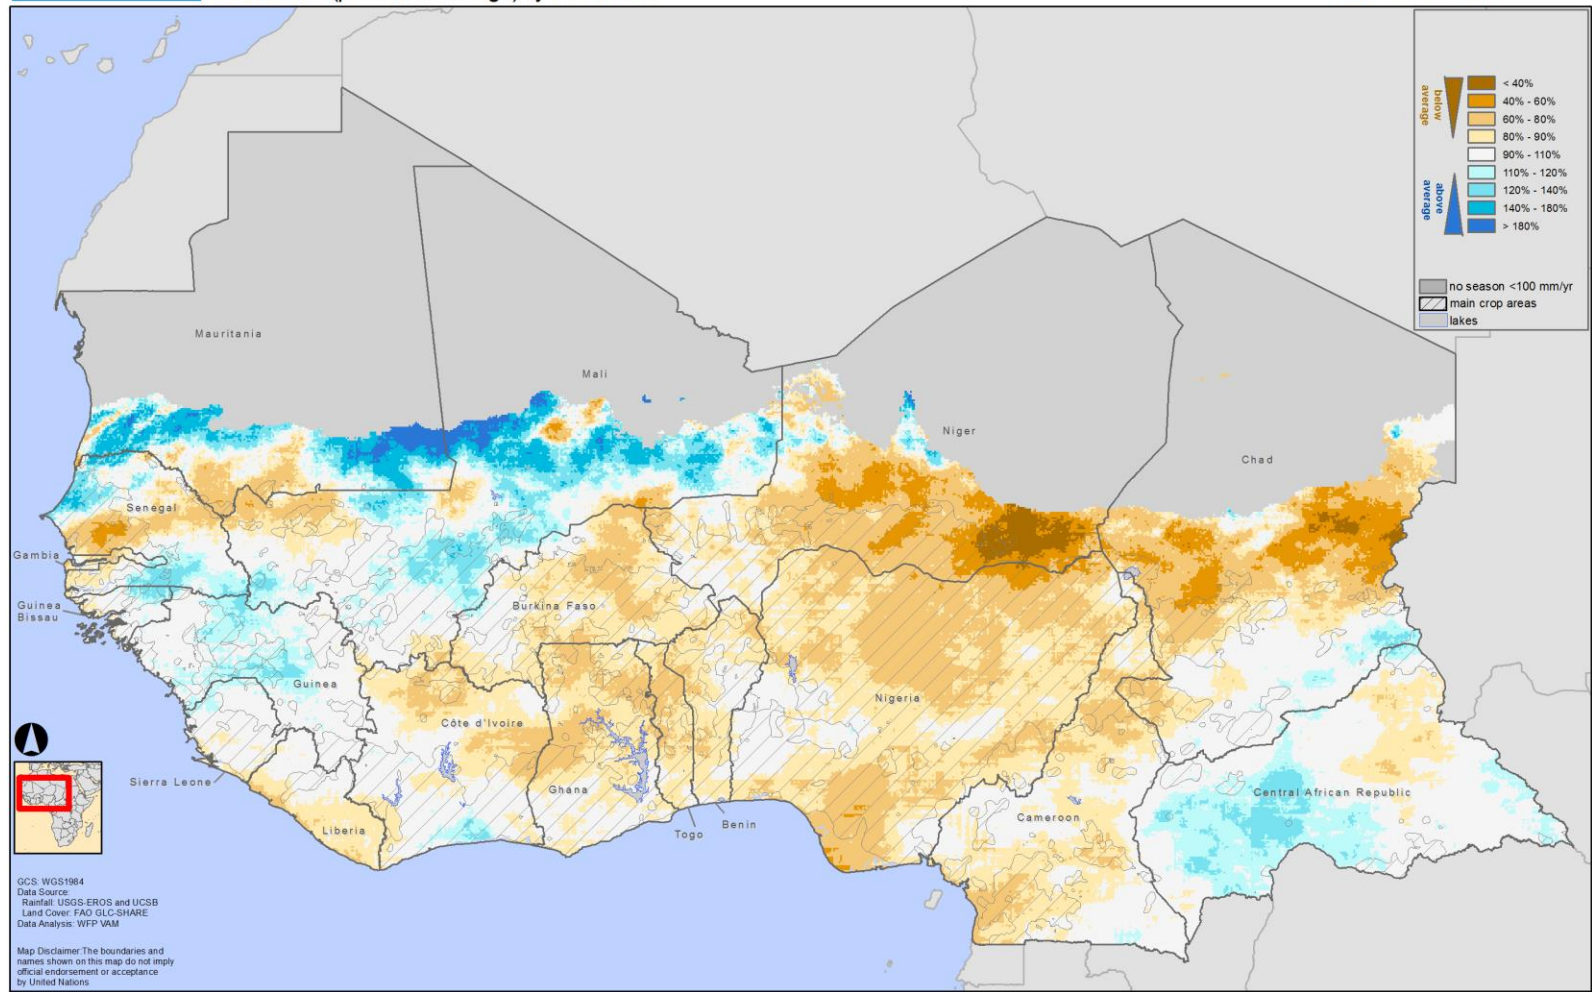 below
average
< 40%
40% - 60%
60% - 80%
80% - 90%
90% - 110%
110% - 120%
above
average
120% - 140%
140% - 180%
> 180%
no season <100 mm/yr
main crop areas
lakes
Mauritania
Mali
Niger
Chad
Senegal
Gambia
Guinea
Bissau
Burkina Faso
Guinea
Nigeria
Côte d'Ivoire
Sierra Leone
Ghana
Central African Republic
Liberia
Togo
Benin
Cameroon
GCS: WGS1984
Data Source:
Rainfall: USGS-EROS and UCSB
Land Cover: FAO GLC-SHARE
Data Analysis: WFP VAM
Map Disclaimer:The boundaries and
names shown on this map do not imply
official endorsement or acceptance
by United Nations